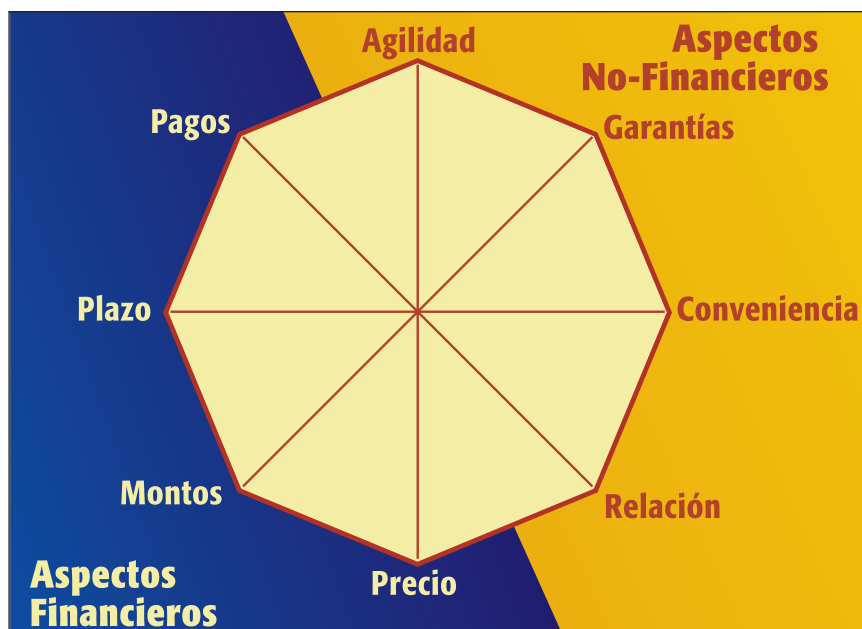 Agilidad
Aspectos
No-Financieros
Pagos
Garantías
Plazo
Conveniencia
Montos
Relación
Precio
Aspectos
Financieros